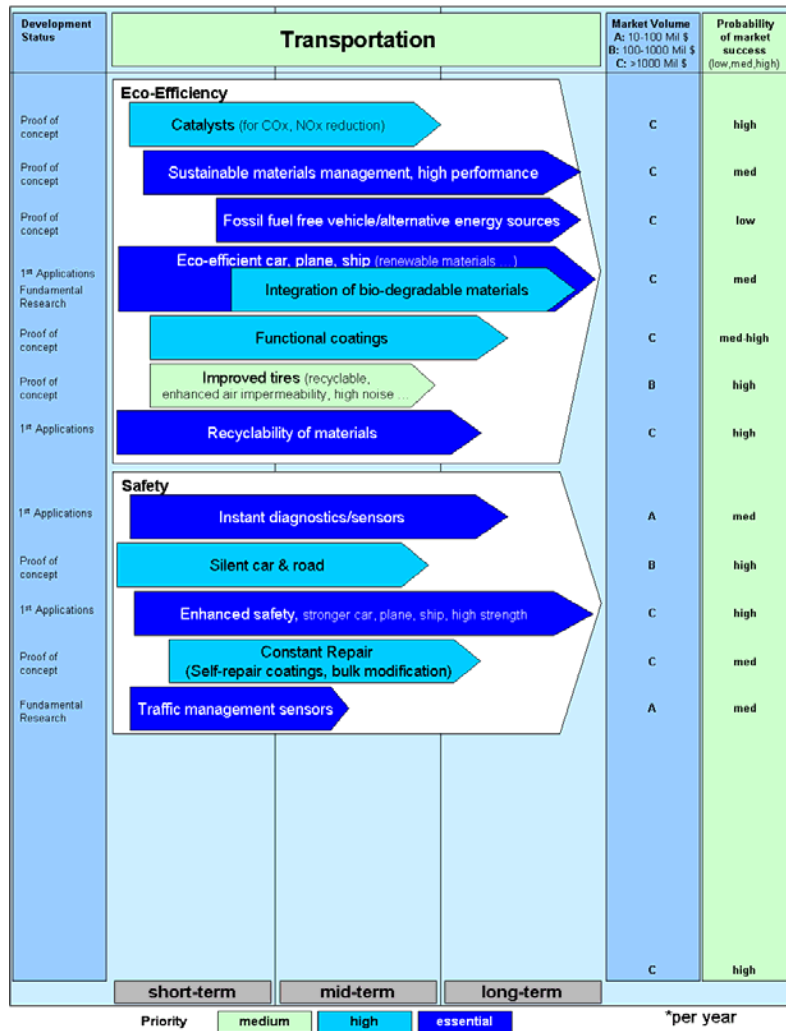 Development
Status
Transportation
Market Volume
A: 10-100 Mil $
B: 100-1000 Mil $
C: >1000 Mil $
Probability
of market
success
(low,med,high)
Eco-Efficiency
Proof of
concept
Catalysts (for COx, NOx reduction)
C
high
Proof of
concept
Sustainable materials management, high performance
C
med
Proof of
concept
Fossil fuel free vehicle/alternative energy sources
C
low
1st Applications
Fundamental
Research
Eco-efficient car, plane, ship (renewable materials ...)
Integration of bio-degradable materials
C
med
Proof of
concept
Functional coatings
C
med-high
Proof of
concept
Improved tires (recyclable,
enhanced air impermeability, high noise ...
B
high
1st Applications
Recyclability of materials
C
high
Safety
1st Applications
Instant diagnostics/sensors
A
med
Proof of
concept
Silent car & road
B
high
1st Applications
Enhanced safety, stronger car, plane, ship, high strength
C
high
Proof of
concept
Constant Repair
(Self-repair coatings, bulk modification)
C
med
Fundamental
Research
Traffic management sensors
A
med
C
high
short-term
mid-term
long-term
Priority
medium
high
essential
*per year